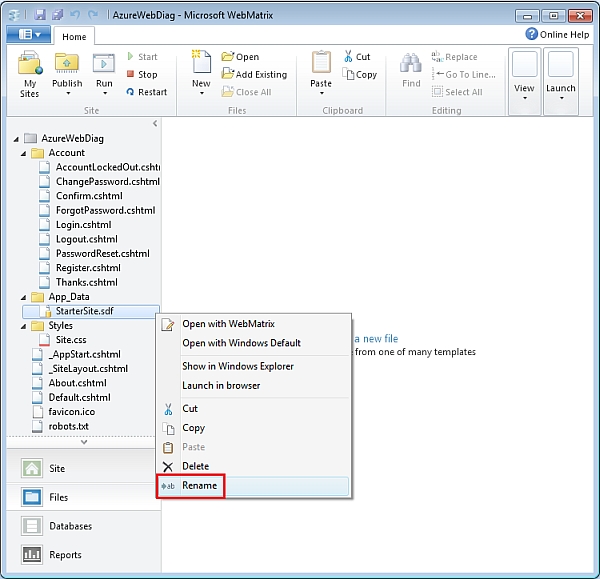 AzureWebDiag - Microsoft WebMatrix
Home
Online Help
My Sites
Publish
Run
Start
Stop
Restart
Site
New
Open
Add Existing
Close All
Files
Paste
Cut
Copy
Clipboard
Find
Replace
Go To Line...
Select All
Editing
View
Launch
AzureWebDiag
Account
AccountLockedOut.cshtm
ChangePassword.cshtml
Confirm.cshtml
ForgotPassword.cshtml
Login.cshtml
Logout.cshtml
PasswordReset.cshtml
Register.cshtml
Thanks.cshtml
App_Data
StarterSite.sdf
Styles
Site.css
_AppStart.cshtml
_SiteLayout.cshtml
About.cshtml
Default.cshtml
favicon.ico
robots.txt
Open with WebMatrix
Open with Windows Default
Show in Windows Explorer
Launch in browser
Cut
Copy
Paste
Delete
ab Rename
a new file
from one of many templates
Site
Files
Databases
Reports